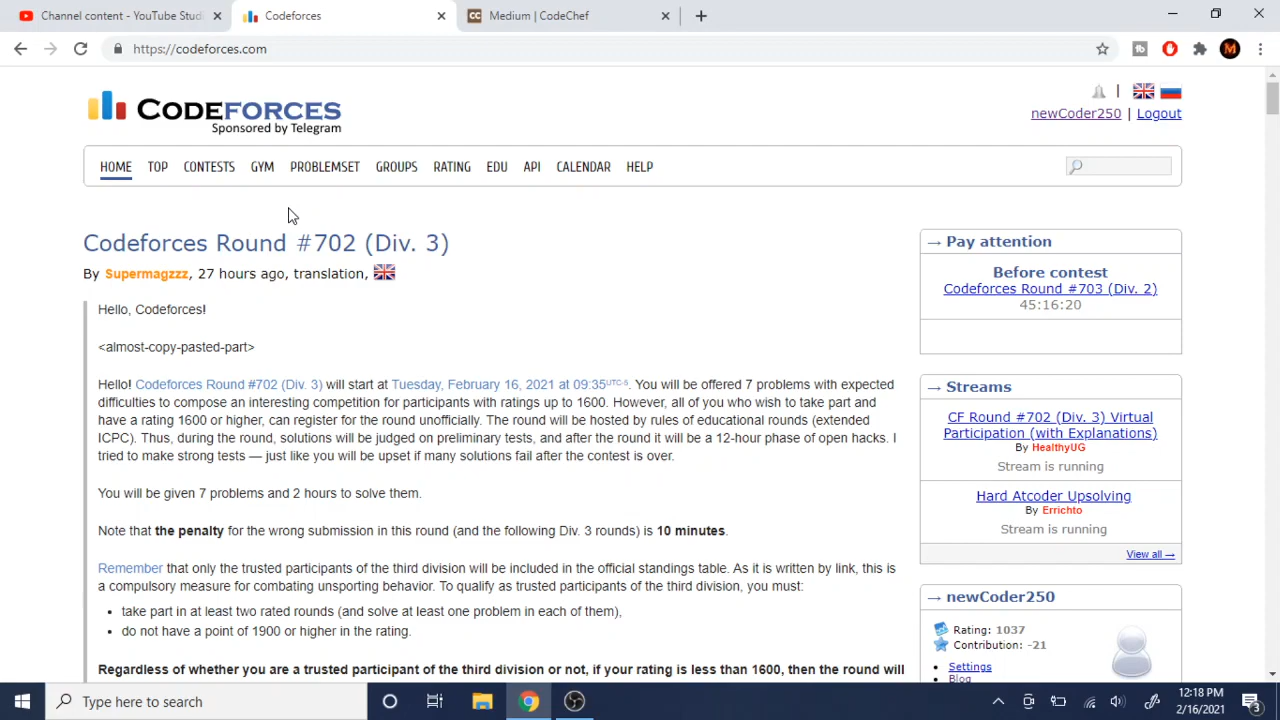 Channel content - YouTube Studi
Codeforces
Medium | CodeChef
https://codeforces.com
M
CODEFORCES
Sponsored by Telegram
|
newCoder250 | Logout
HOME TOP CONTESTS GYM PROBLEMSET GROUPS RATING EDU API CALENDAR HELP
Codeforces Round #702 (Div. 3)
By Supermagzzz, 27 hours ago, translation,
Hello, Codeforces!
<almost-copy-pasted-part>
Hello! Codeforces Round #702 (Div. 3) will start at Tuesday, February 16, 2021 at 09:35UTC-5. You will be offered 7 problems with expected
difficulties to compose an interesting competition for participants with ratings up to 1600. However, all of you who wish to take part and
have a rating 1600 or higher, can register for the round unofficially. The round will be hosted by rules of educational rounds (extended
ICPC). Thus, during the round, solutions will be judged on preliminary tests, and after the round it will be a 12-hour phase of open hacks. I
tried to make strong tests — just like you will be upset if many solutions fail after the contest is over.
You will be given 7 problems and 2 hours to solve them.
Note that the penalty for the wrong submission in this round (and the following Div. 3 rounds) is 10 minutes.
Remember that only the trusted participants of the third division will be included in the official standings table. As it is written by link, this is
a compulsory measure for combating unsporting behavior. To qualify as trusted participants of the third division, you must:
• take part in at least two rated rounds (and solve at least one problem in each of them),
• do not have a point of 1900 or higher in the rating.
Regardless of whether you are a trusted participant of the third division or not, if your rating is less than 1600, then the round will
→ Pay attention
Before contest
Codeforces Round #703 (Div. 2)
45:16:20
→ Streams
CF Round #702 (Div. 3) Virtual
Participation (with Explanations)
By HealthyUG
Stream is running
Hard Atcoder Upsolving
By Errichto
Stream is running
View all →
→ newCoder250
Rating: 1037
Contribution: -21
• Settings
• Blog
Type here to search
12:18 PM
2/16/2021
3